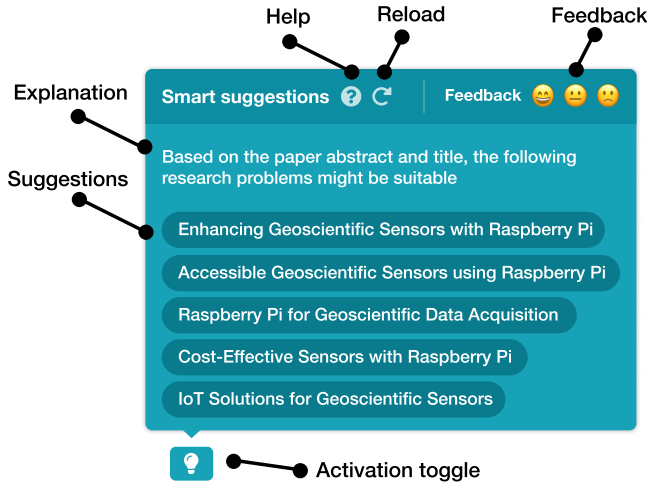 Help
Reload
Feedback
Explanation
Smart suggestions ?
Feedback
Based on the paper abstract and title, the following
research problems might be suitable
Suggestions
Enhancing Geoscientific Sensors with Raspberry Pi
Accessible Geoscientific Sensors using Raspberry Pi
Raspberry Pi for Geoscientific Data Acquisition
Cost-Effective Sensors with Raspberry Pi
IoT Solutions for Geoscientific Sensors
Activation toggle